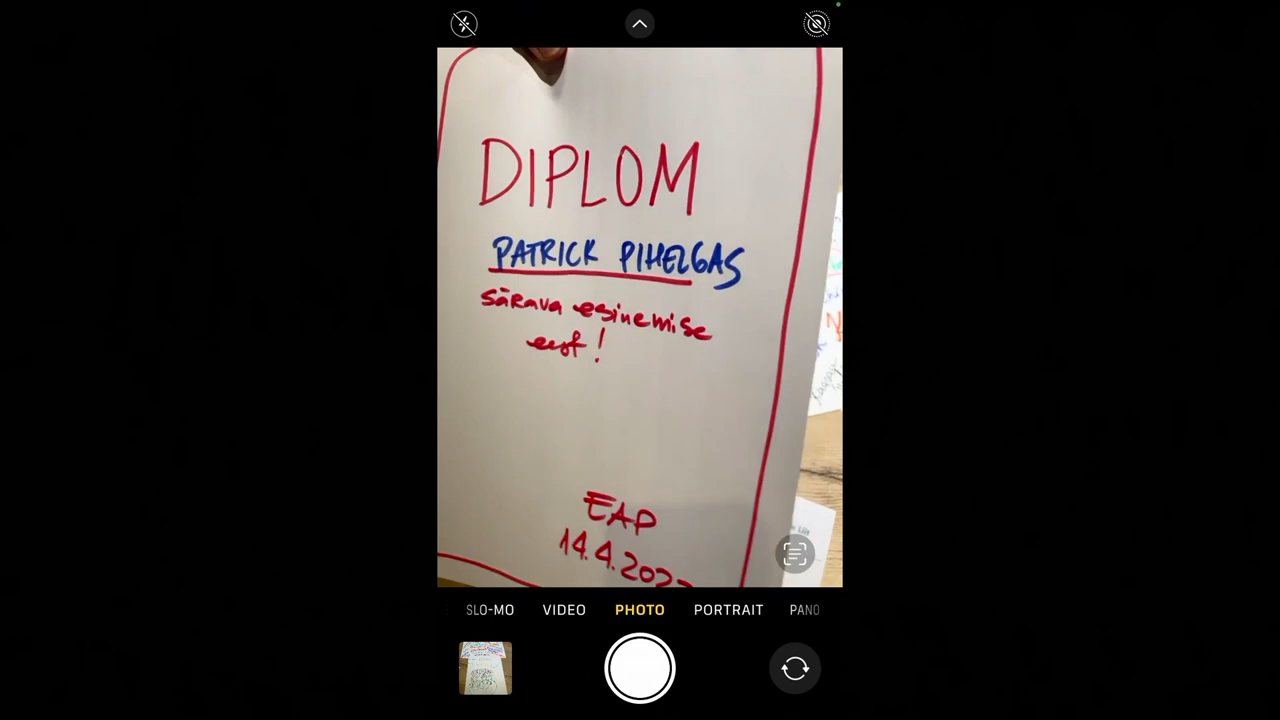 DIPLOM
PATRICK PIHELGAS
särava esinemise
eest!
EAP
14.4.202
SLO-MO
VIDEO
PHOTO
PORTRAIT
PANO